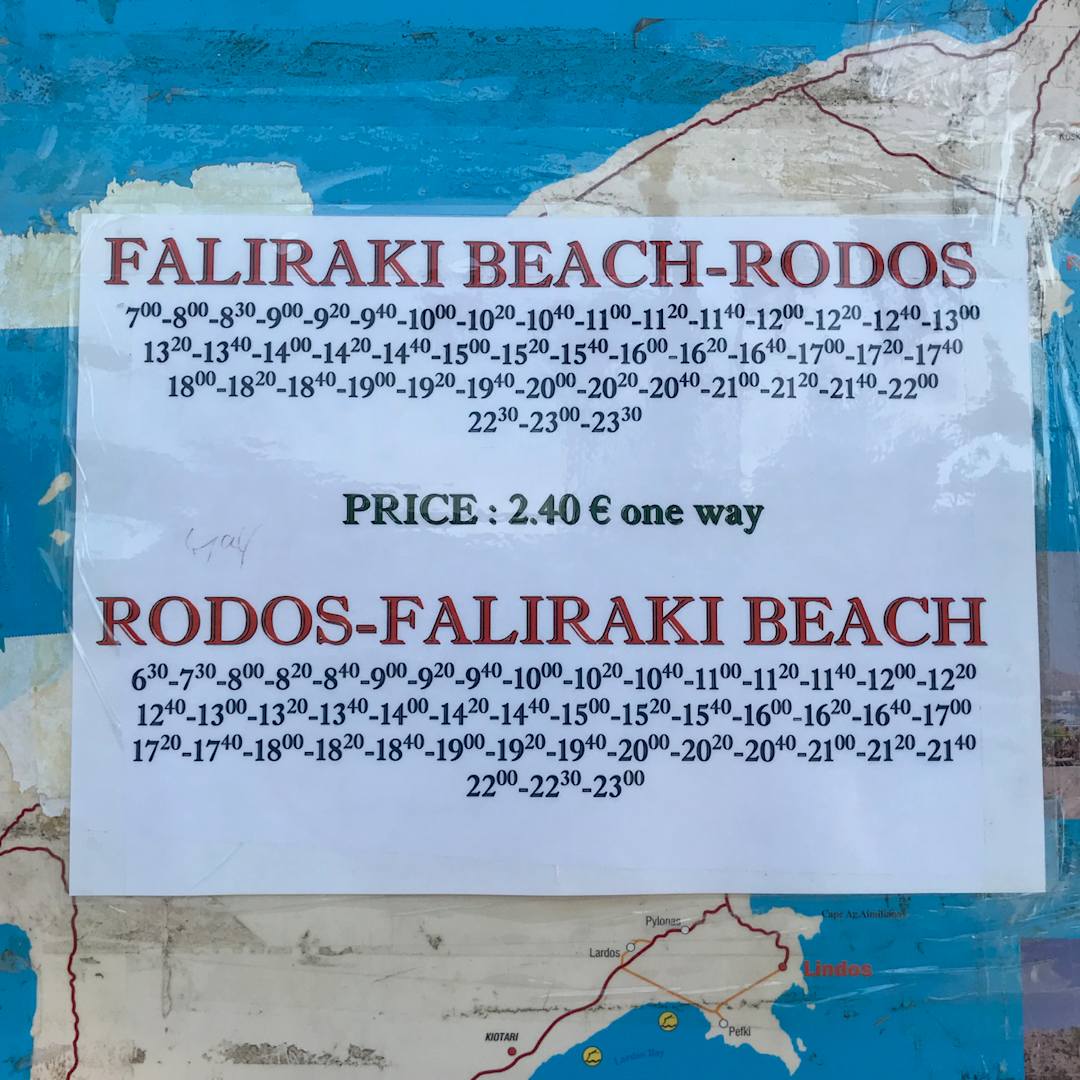 FALIRAKI BEACH-RODOS
7⁰⁰-8⁰⁰-8³⁰-9⁰⁰-9²⁰-9⁴⁰-10⁰⁰-10²⁰-10⁴⁰-11⁰⁰-11²⁰-11⁴⁰-12⁰⁰-12²⁰-12⁴⁰-13⁰⁰
13²⁰-13⁴⁰-14⁰⁰-14²⁰-14⁴⁰-15⁰⁰-15²⁰-15⁴⁰-16⁰⁰-16²⁰-16⁴⁰-17⁰⁰-17²⁰-17⁴⁰
18⁰⁰-18²⁰-18⁴⁰-19⁰⁰-19²⁰-19⁴⁰-20⁰⁰-20²⁰-20⁴⁰-21⁰⁰-21²⁰-21⁴⁰-22⁰⁰
22³⁰-23⁰⁰-23³⁰
PRICE : 2.40 € one way
RODOS-FALIRAKI BEACH
6³⁰-7³⁰-8⁰⁰-8²⁰-8⁴⁰-9⁰⁰-9²⁰-9⁴⁰-10⁰⁰-10²⁰-10⁴⁰-11⁰⁰-11²⁰-11⁴⁰-12⁰⁰-12²⁰
12⁴⁰-13⁰⁰-13²⁰-13⁴⁰-14⁰⁰-14²⁰-14⁴⁰-15⁰⁰-15²⁰-15⁴⁰-16⁰⁰-16²⁰-16⁴⁰-17⁰⁰
17²⁰-17⁴⁰-18⁰⁰-18²⁰-18⁴⁰-19⁰⁰-19²⁰-19⁴⁰-20⁰⁰-20²⁰-20⁴⁰-21⁰⁰-21²⁰-21⁴⁰
22⁰⁰-22³⁰-23⁰⁰
Cape Ag.Aimilianos
Pylonas
Lardos
Lindos
Pefki
KIOTARI
Lardos Bay